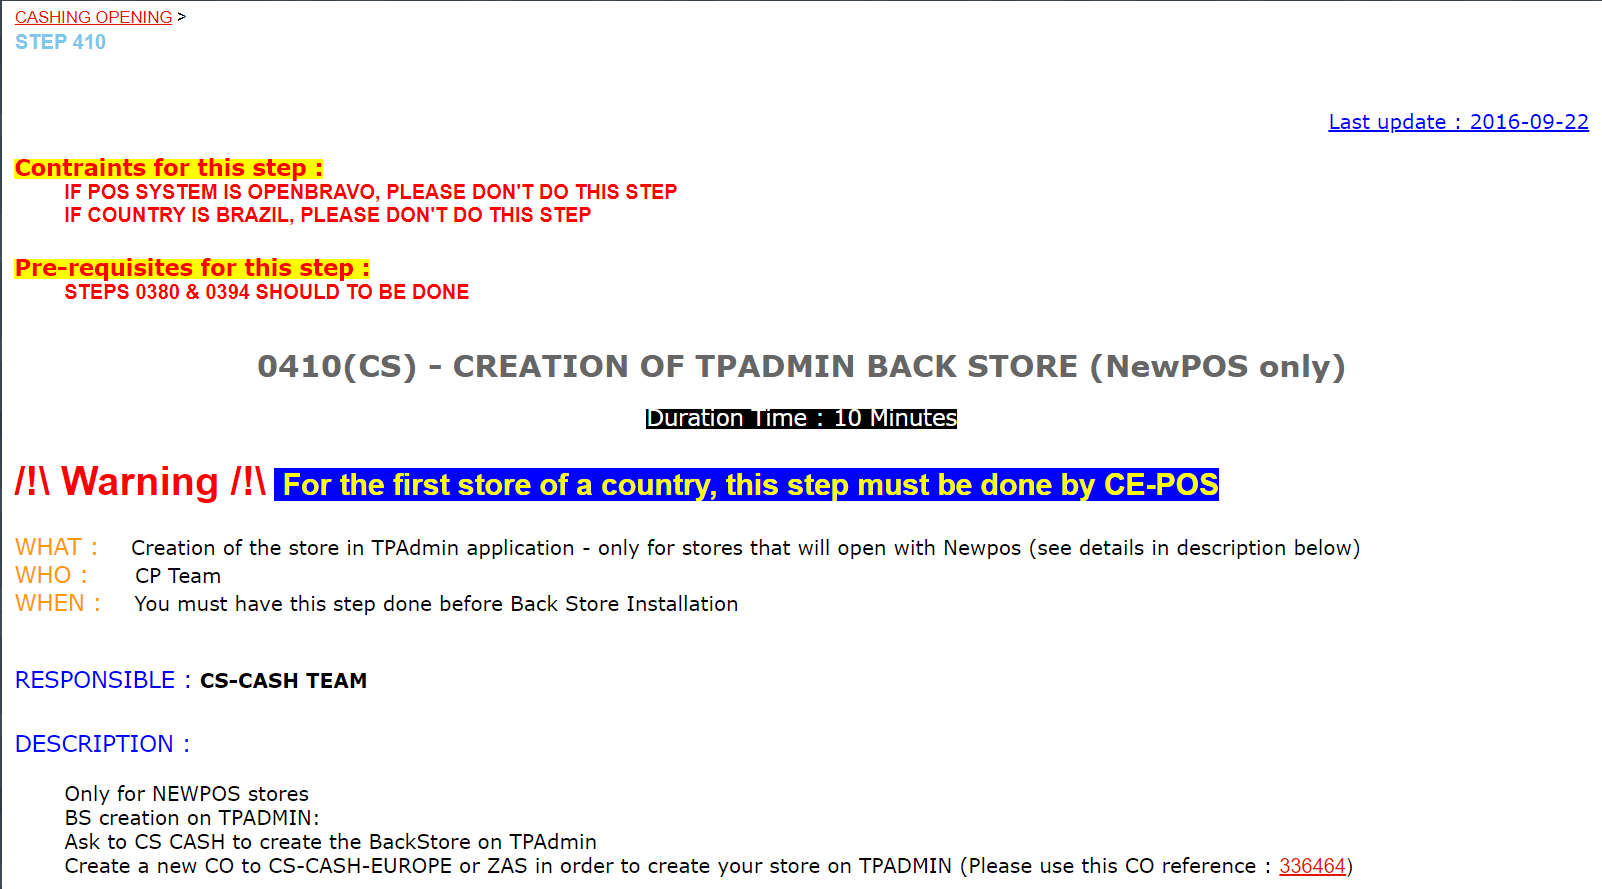 CASHING OPENING >
STEP 410
Last update : 2016-09-22
Contraints for this step :
IF POS SYSTEM IS OPENBRAVO, PLEASE DON'T DO THIS STEP
IF COUNTRY IS BRAZIL, PLEASE DON'T DO THIS STEP
Pre-requisites for this step :
STEPS 0380 & 0394 SHOULD TO BE DONE
0410(CS) - CREATION OF TPADMIN BACK STORE (NewPOS only)
Duration Time : 10 Minutes
/!\ Warning /!\ For the first store of a country, this step must be done by CE-POS
WHAT : Creation of the store in TPAdmin application - only for stores that will open with Newpos (see details in description below)
WHO : CP Team
WHEN : You must have this step done before Back Store Installation
RESPONSIBLE : CS-CASH TEAM
DESCRIPTION :
Only for NEWPOS stores
BS creation on TPADMIN:
Ask to CS CASH to create the BackStore on TPAdmin
Create a new CO to CS-CASH-EUROPE or ZAS in order to create your store on TPADMIN (Please use this CO reference : 336464)